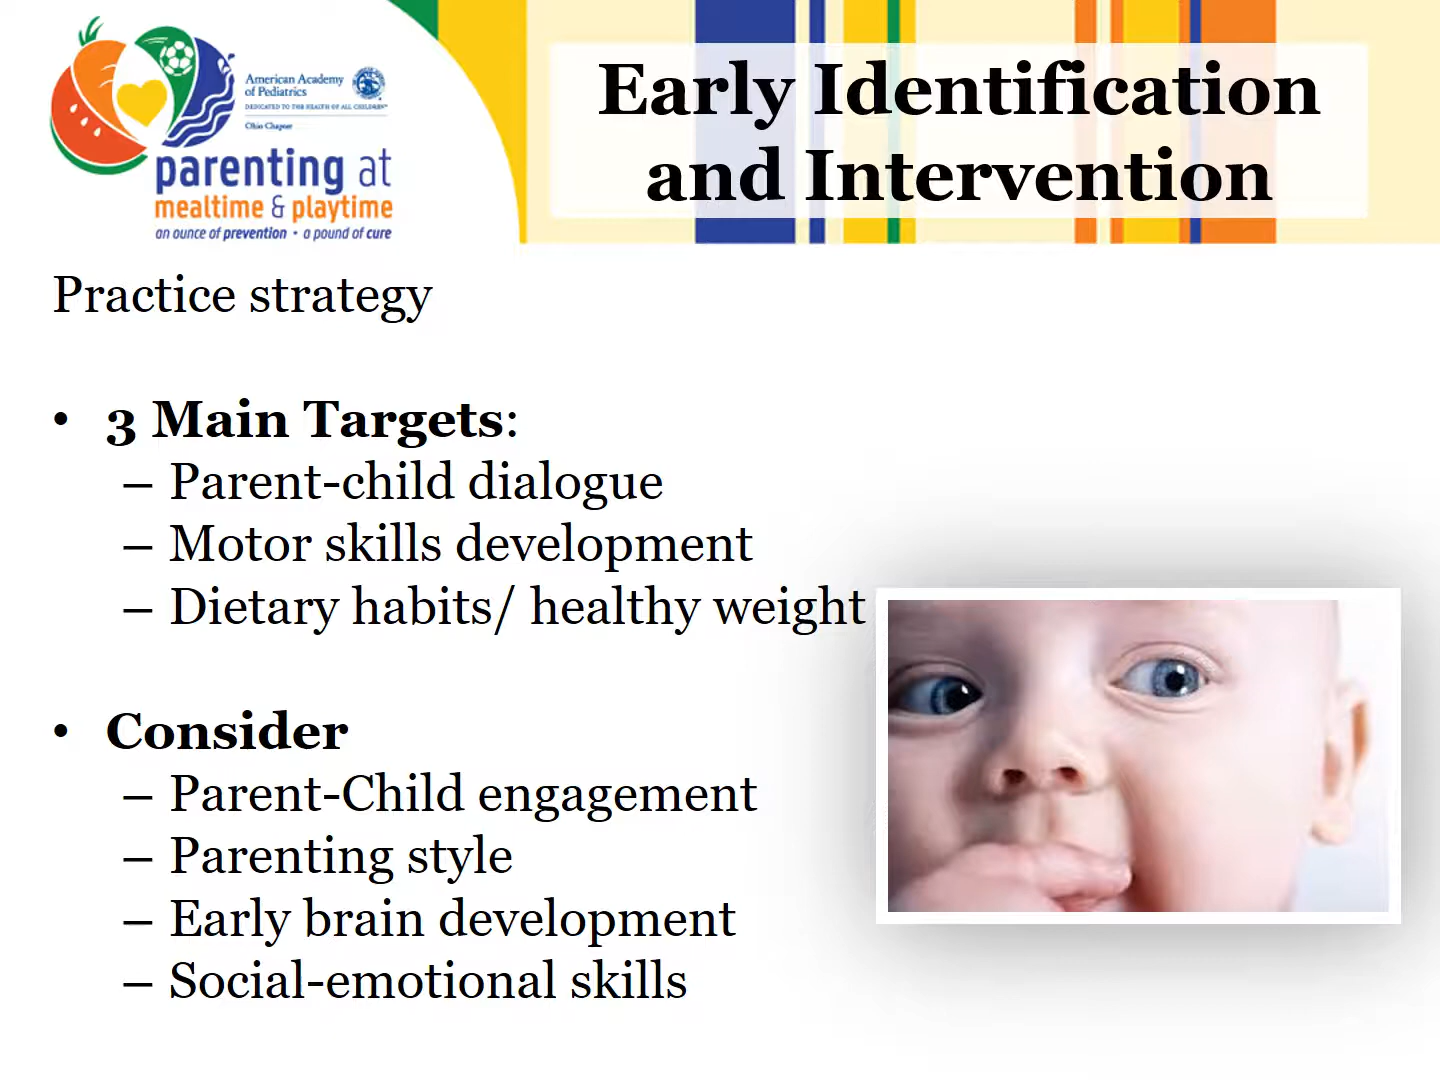 American Academy
of Pediatrics
DEDICATED TO THE HEALTH OF ALL CHILDREN™
Ohio Chapter
parenting at
mealtime & playtime
an ounce of prevention • a pound of cure
Early Identification
and Intervention
Practice strategy
• 3 Main Targets:
– Parent-child dialogue
– Motor skills development
– Dietary habits/ healthy weight
• Consider
– Parent-Child engagement
– Parenting style
– Early brain development
– Social-emotional skills